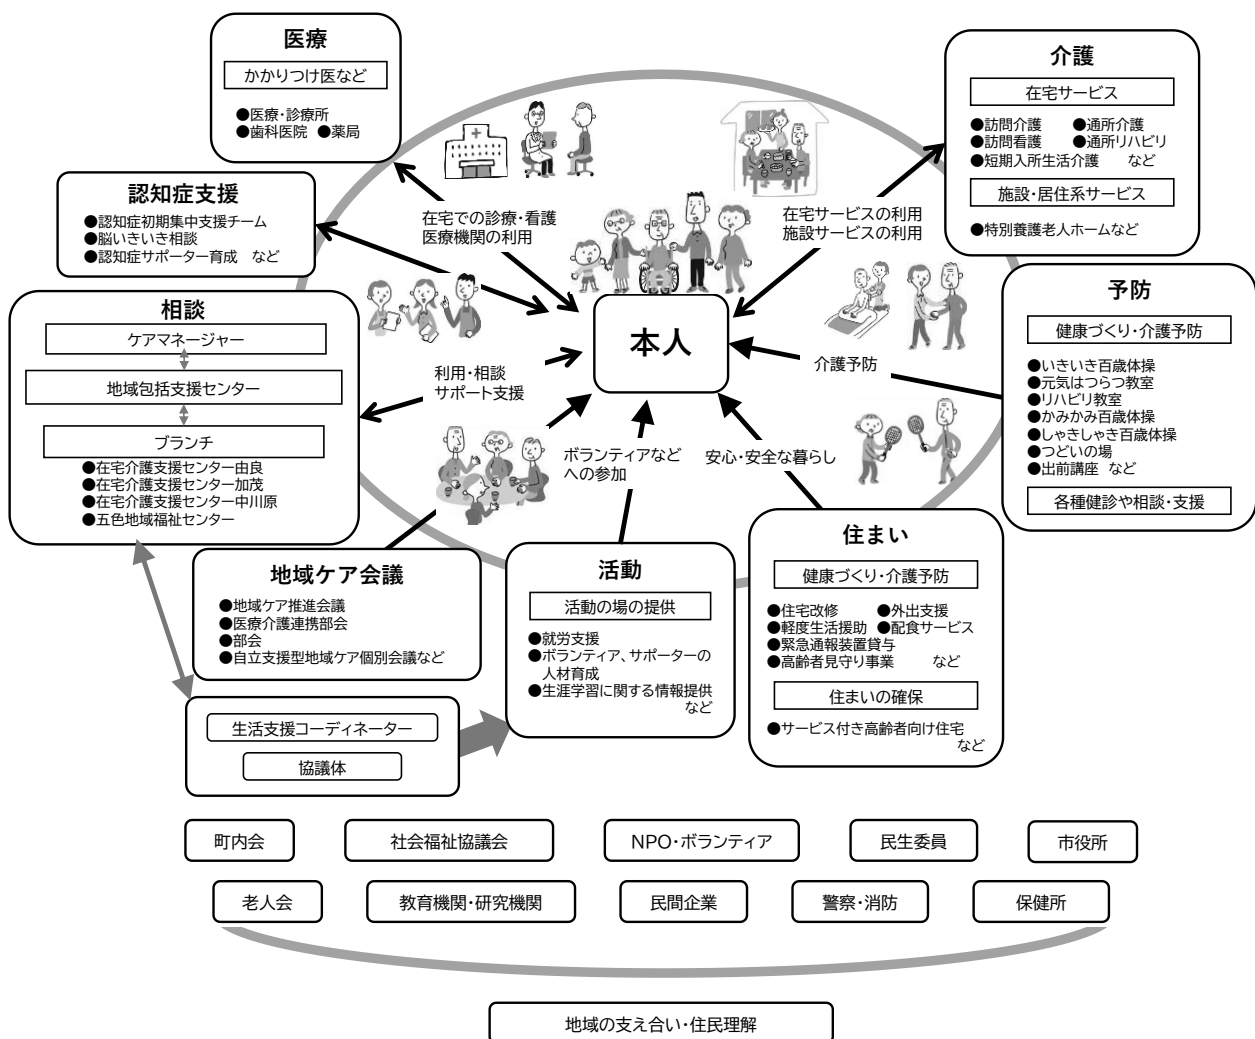 医療
かかりつけ医など
●医療・診療所
●歯科医院 ●薬局
認知症支援
●認知症初期集中支援チーム
●脳いきいき相談
●認知症サポーター育成 など
相談
ケアマネージャー
地域包括支援センター
ブランチ
●在宅介護支援センター由良
●在宅介護支援センター加茂
●在宅介護支援センター中川原
●五色地域福祉センター
在宅での診療・看護
医療機関の利用
在宅サービスの利用
施設サービスの利用
介護
在宅サービス
●訪問介護 ●通所介護
●訪問看護 ●通所リハビリ
●短期入所生活介護 など
施設・居住系サービス
●特別養護老人ホームなど
本人
利用・相談
サポート支援
介護予防
ボランティアなど
への参加
安心・安全な暮らし
予防
健康づくり・介護予防
●いきいき百歳体操
●元気はつらつ教室
●リハビリ教室
●かみかみ百歳体操
●しゃきしゃき百歳体操
●つどいの場
●出前講座 など
各種健診や相談・支援
地域ケア会議
●地域ケア推進会議
●医療介護連携部会
●部会
●自立支援型地域ケア個別会議など
活動
活動の場の提供
●就労支援
●ボランティア、サポーターの
人材育成
●生涯学習に関する情報提供
など
住まい
健康づくり・介護予防
●住宅改修 ●外出支援
●軽度生活援助 ●配食サービス
●緊急通報装置貸与
●高齢者見守り事業 など
住まいの確保
●サービス付き高齢者向け住宅
など
生活支援コーディネーター
協議体
町内会
社会福祉協議会
NPO・ボランティア
民生委員
市役所
老人会
教育機関・研究機関
民間企業
警察・消防
保健所
地域の支え合い・住民理解